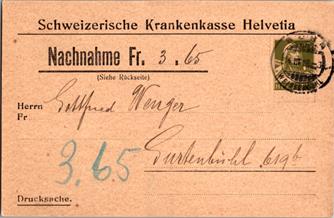 Schweizerische Krankenkasse Helvetia
Nachnahme Fr. 3.65
(Siehe Rückseite)
Herrn Gottfried Wenger
Fr
3.65
Gurtenbühl
Drucksache.